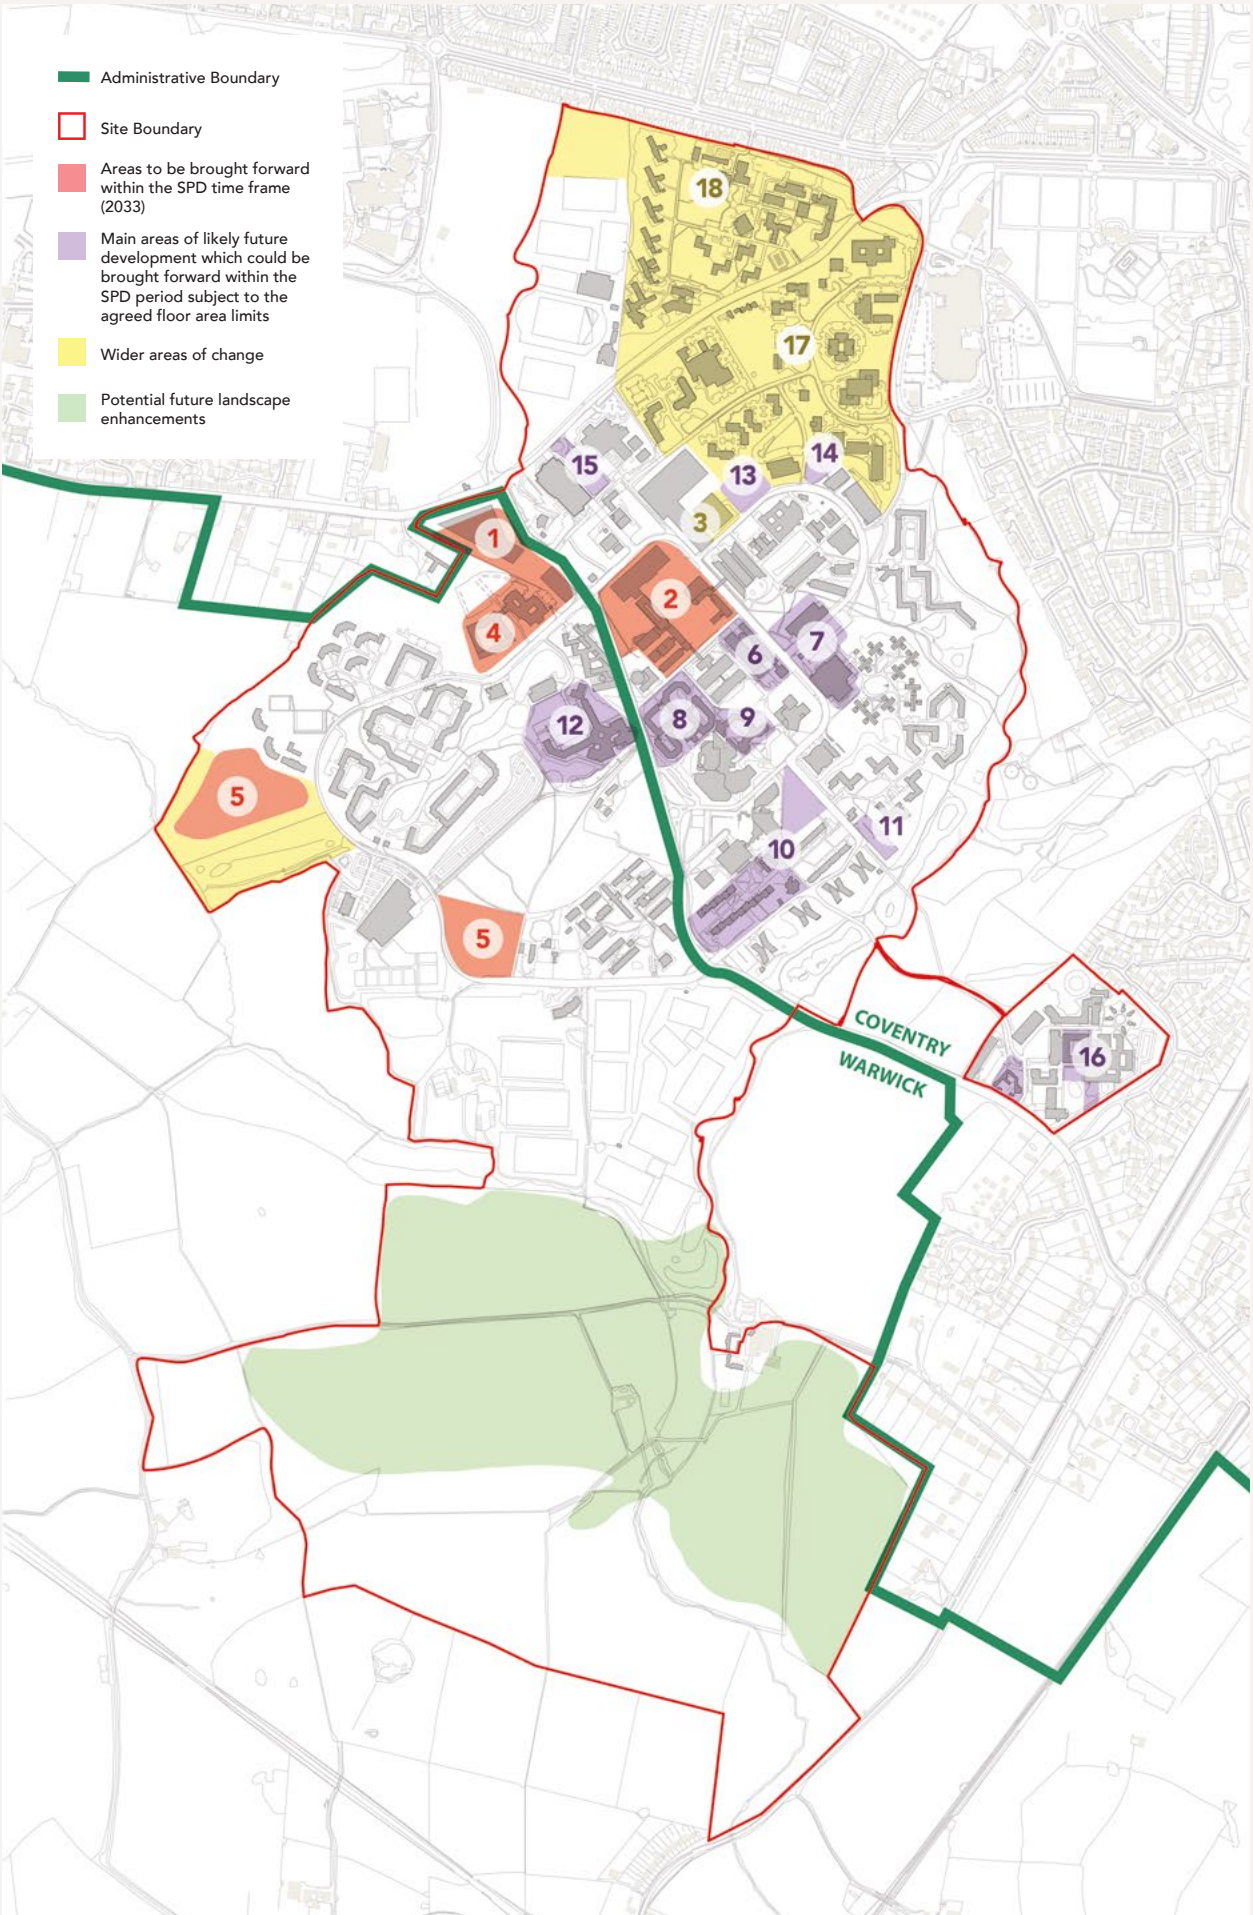 Administrative Boundary
Site Boundary
Areas to be brought forward
within the SPD time frame
(2033)
Main areas of likely future
development which could be
brought forward within the
SPD period subject to the
agreed floor area limits
Wider areas of change
Potential future landscape
enhancements
18
17
15
14
13
3
1
2
4
7
6
12
8
9
5
11
10
5
COVENTRY
WARWICK
16